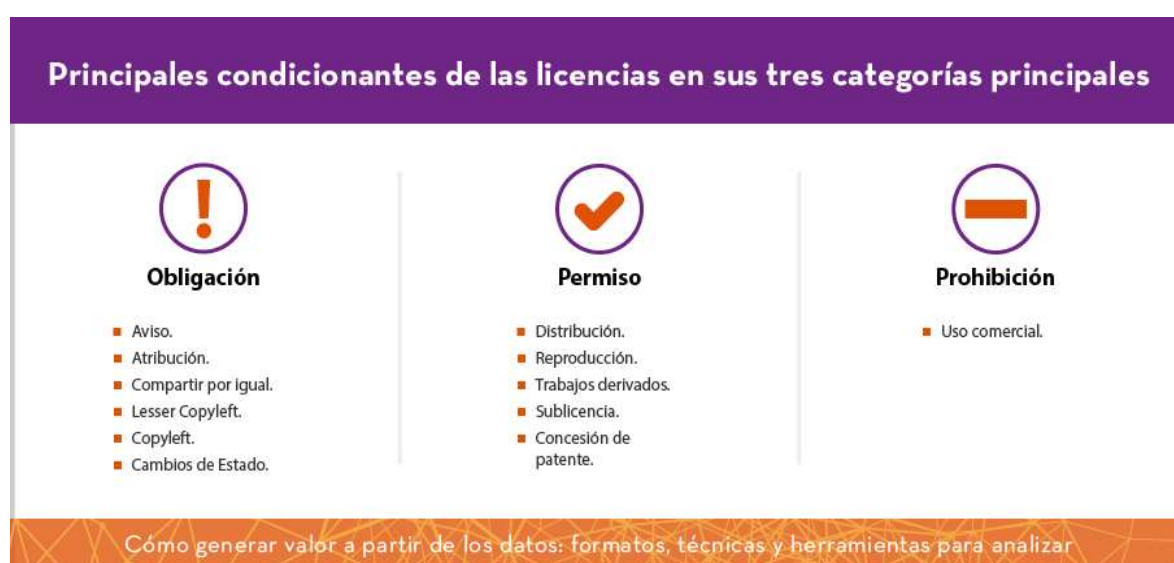 Principales condicionantes de las licencias en sus tres categorías principales
Obligación
Aviso.
Atribución.
Compartir por igual.
Lesser Copyleft.
Copyleft.
Cambios de Estado.
Permiso
Distribución.
Reproducción.
Trabajos derivados.
Sublicencia.
Concesión de
patente.
Prohibición
Uso comercial.
Cómo generar valor a partir de los datos: formatos, técnicas y herramientas para analizar